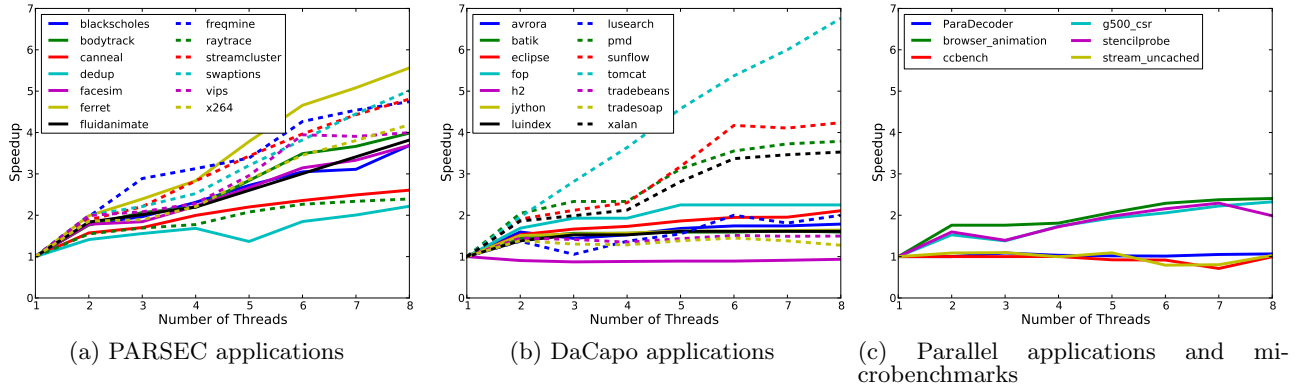 7
6
5
4
3
2
1
0
Speedup
blackscholes
bodytrack
canneal
dedup
facesim
ferret
fluidanimate
freqmine
raytrace
streamcluster
swaptions
vips
x264
1 2 3 4 5 6 7 8
Number of Threads
(a) PARSEC applications
7
6
5
4
3
2
1
0
Speedup
avrora
batik
eclipse
fop
h2
jython
luindex
lusearch
pmd
sunflow
tomcat
tradebeans
tradesoap
xalan
1 2 3 4 5 6 7 8
Number of Threads
(b) DaCapo applications
7
6
5
4
3
2
1
0
Speedup
ParaDecoder
browser_animation
ccbench
g500_csr
stencilprobe
stream_uncached
1 2 3 4 5 6 7 8
Number of Threads
(c) Parallel applications and mi-
crobenchmarks